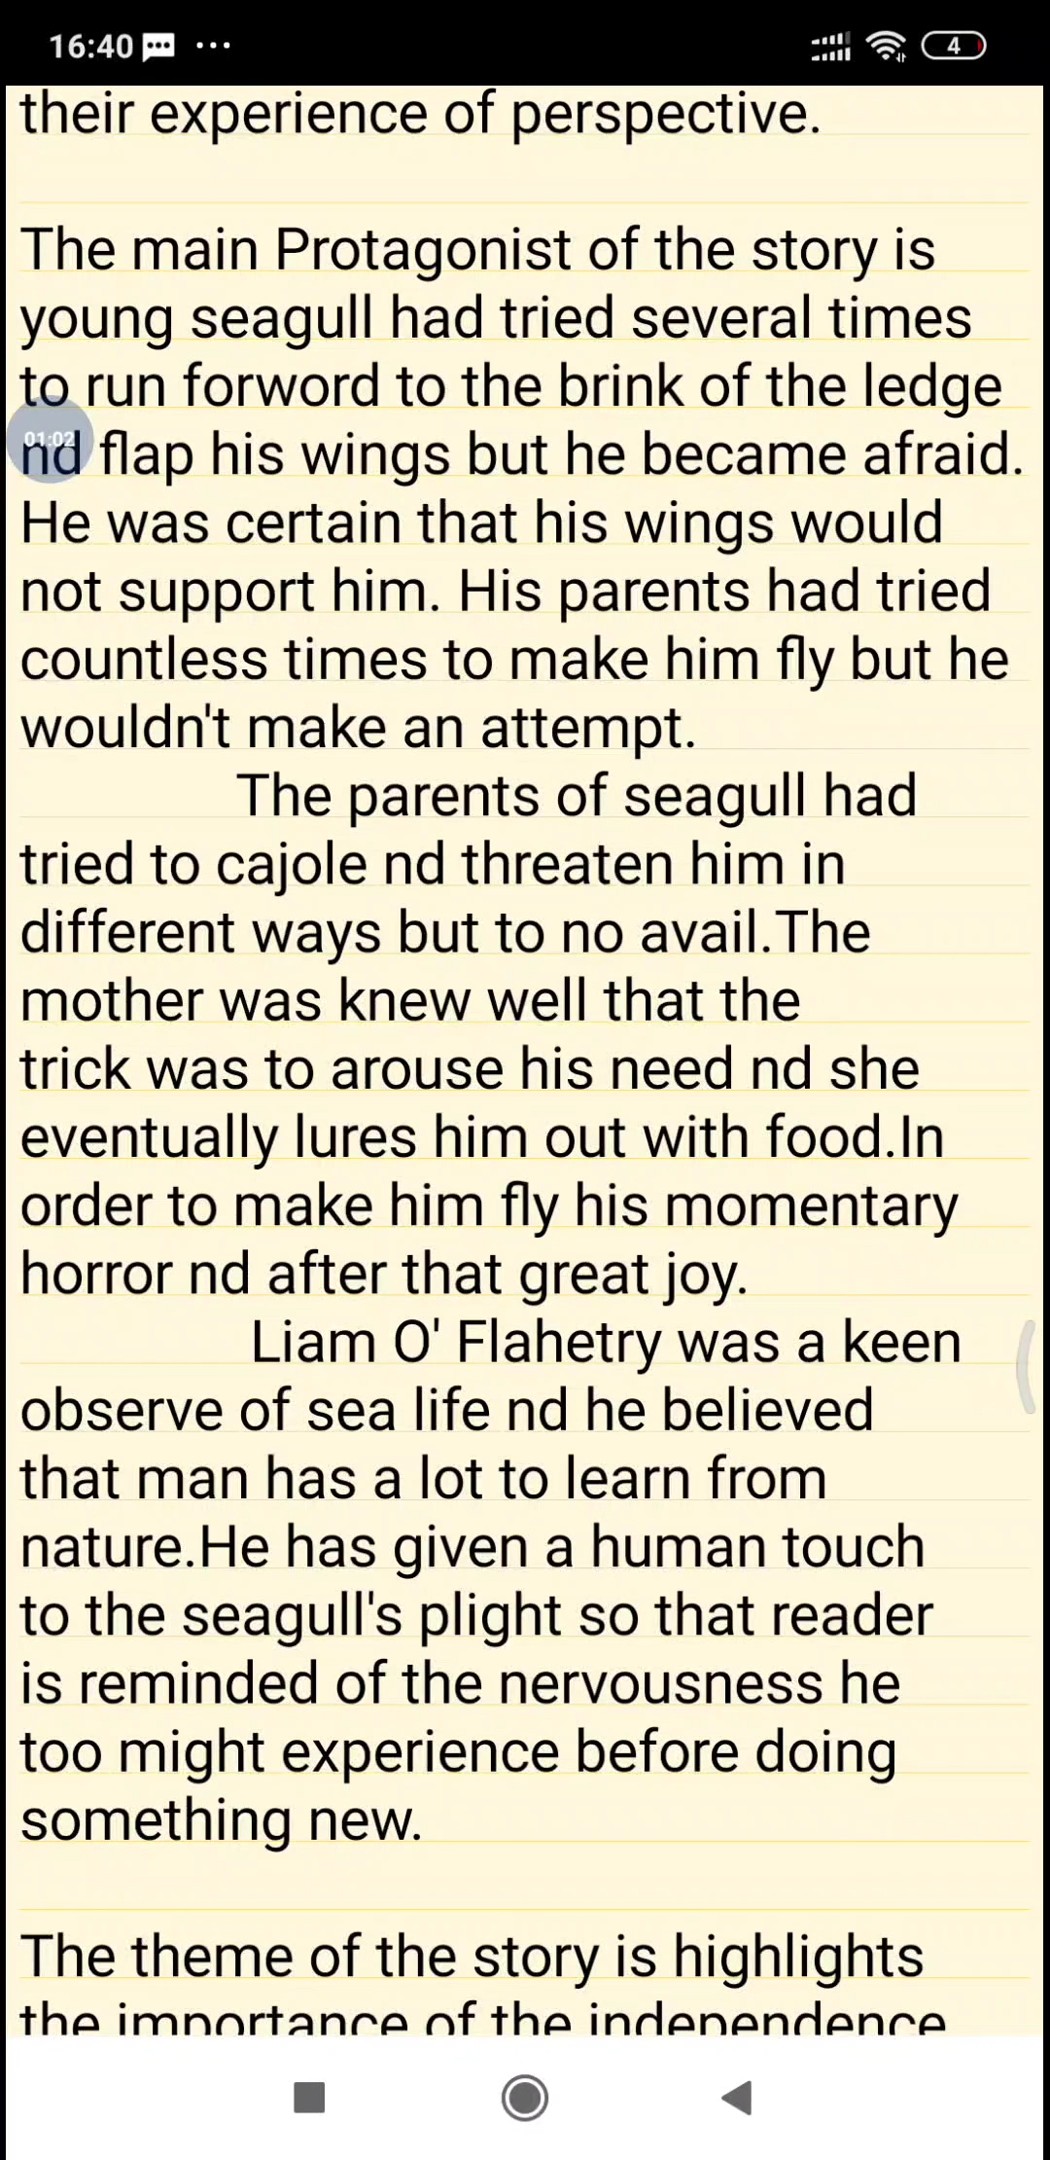 16:40
4
their experience of perspective.
The main Protagonist of the story is
young seagull had tried several times
to run forword to the brink of the ledge
01:02
nd flap his wings but he became afraid.
He was certain that his wings would
not support him. His parents had tried
countless times to make him fly but he
wouldn't make an attempt.
The parents of seagull had
tried to cajole nd threaten him in
different ways but to no avail.The
mother was knew well that the
trick was to arouse his need nd she
eventually lures him out with food.In
order to make him fly his momentary
horror nd after that great joy.
Liam O' Flahetry was a keen
observe of sea life nd he believed
that man has a lot to learn from
nature.He has given a human touch
to the seagull's plight so that reader
is reminded of the nervousness he
too might experience before doing
something new.
The theme of the story is highlights
the importance of the independence